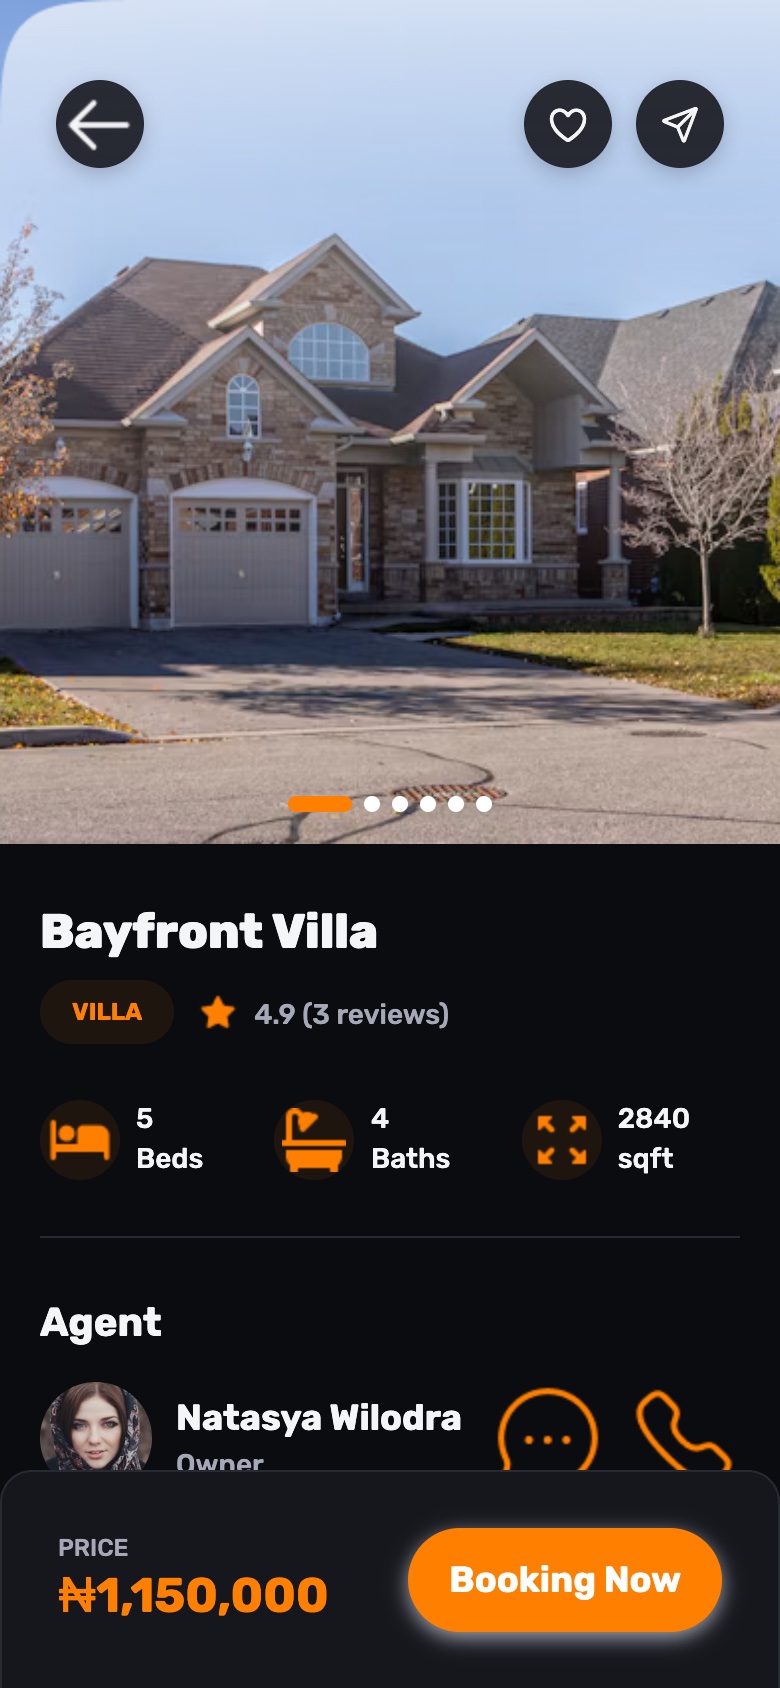 Bayfront Villa
VILLA
4.9 (3 reviews)
5
Beds
4
Baths
2840
sqft
Agent
Natasya Wilodra
Owner
PRICE
₦1,150,000
Booking Now